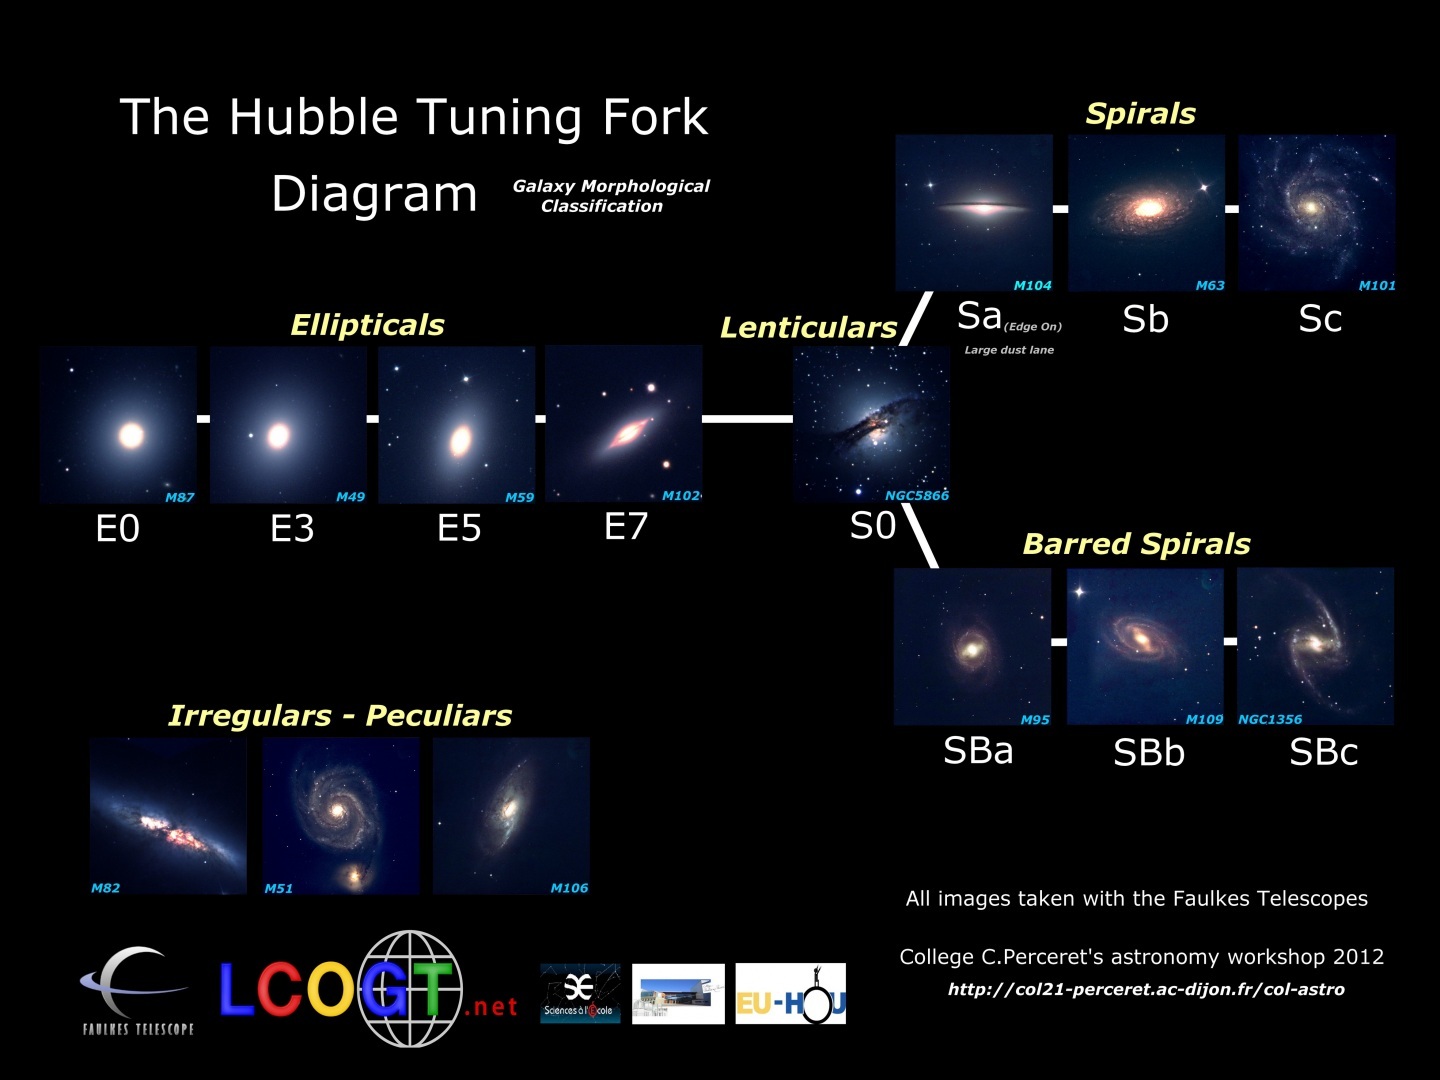 The Hubble Tuning Fork
Diagram
Galaxy Morphological
Classification
Spirals
M104
M63
M101
Sa
(Edge On)
Large dust lane
Sb
Sc
Ellipticals
Lenticulars
M87
M49
M59
M102
NGC5866
E0
E3
E5
E7
S0
Barred Spirals
M95
M109
NGC1356
SBa
SBb
SBc
Irregulars - Peculiars
M82
M51
M106
All images taken with the Faulkes Telescopes
College C.Perceret's astronomy workshop 2012
http://col21-perceret.ac-dijon.fr/col-astro
FAULKES TELESCOPE
LCOGT.net
Sciences à l'Ecole
EU-HOU